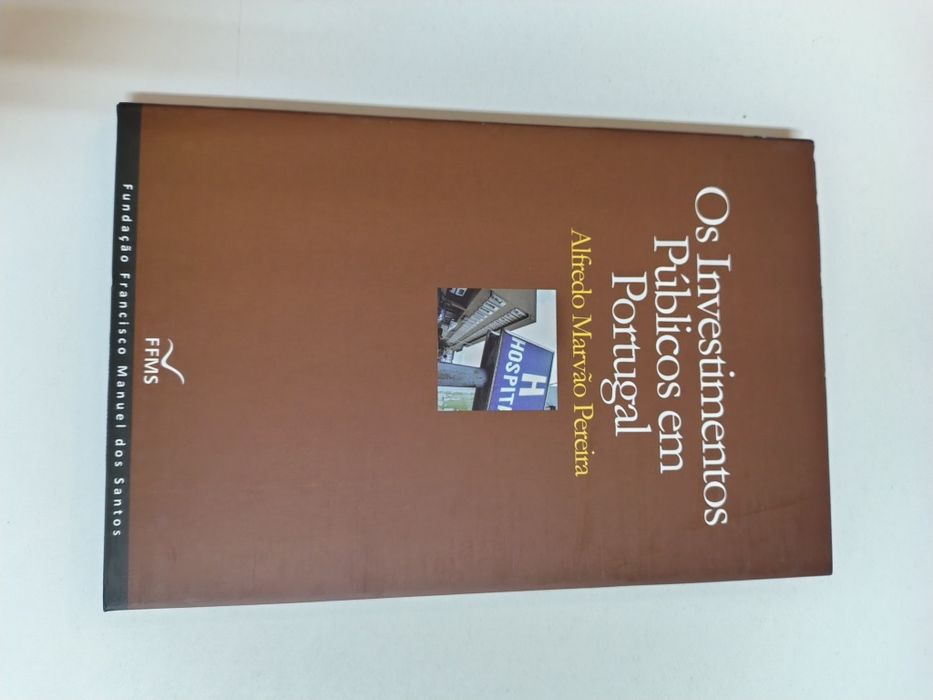 Os Investimentos
Públicos em
Portugal
Alfredo Marvão Pereira
H
HOSPITA
FFMS
Fundação Francisco Manuel dos Santos